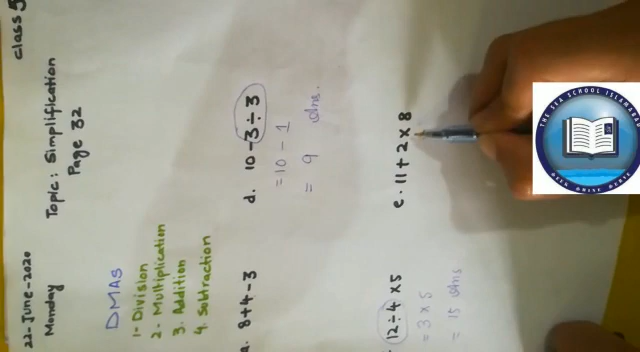 22-June-2020
Monday
Topic: Simplification
Page 32
class 5
DMAS
1- Division
2- Multiplication
3. Addition
4. Subtraction
a. 8+4-3
d. 10-3÷3
=10-1
= 9 Ans.
12÷4×5
=3×5
= 15 Ans
e. 11+2×8
THE SEA SCHOOL ISLAMABAD